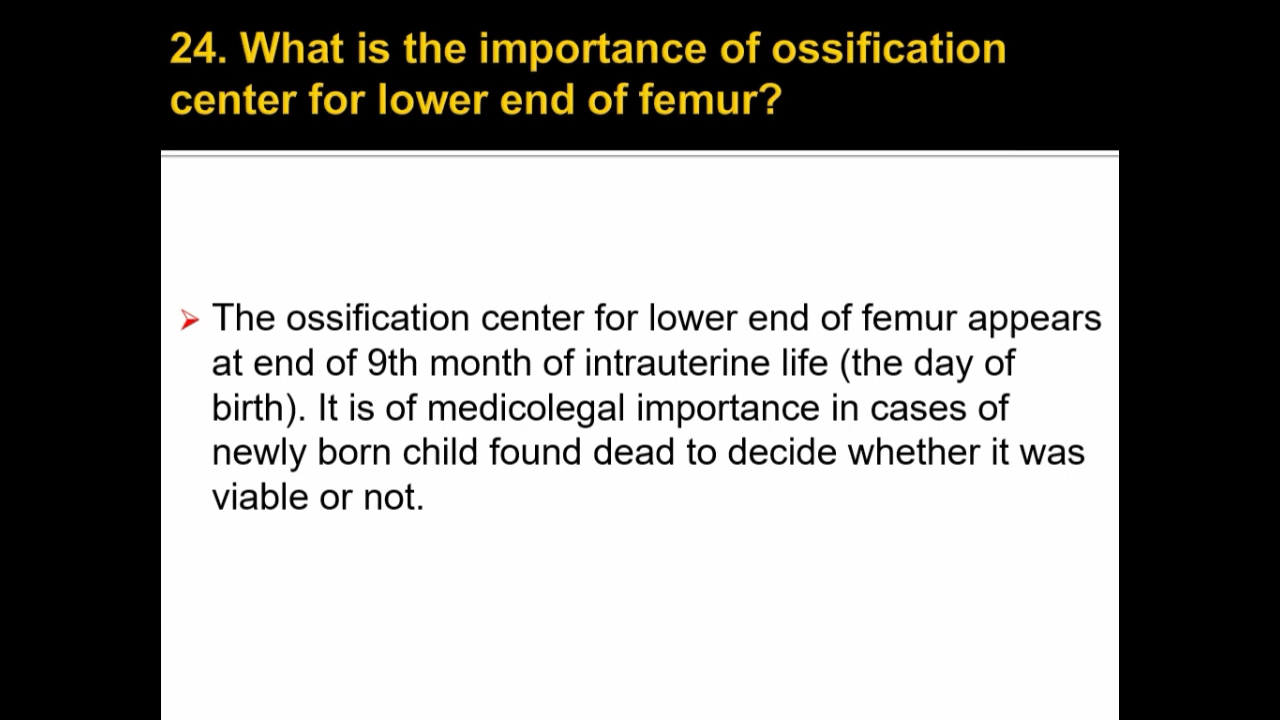 24. What is the importance of ossification
center for lower end of femur?
The ossification center for lower end of femur appears
at end of 9th month of intrauterine life (the day of
birth). It is of medicolegal importance in cases of
newly born child found dead to decide whether it was
viable or not.